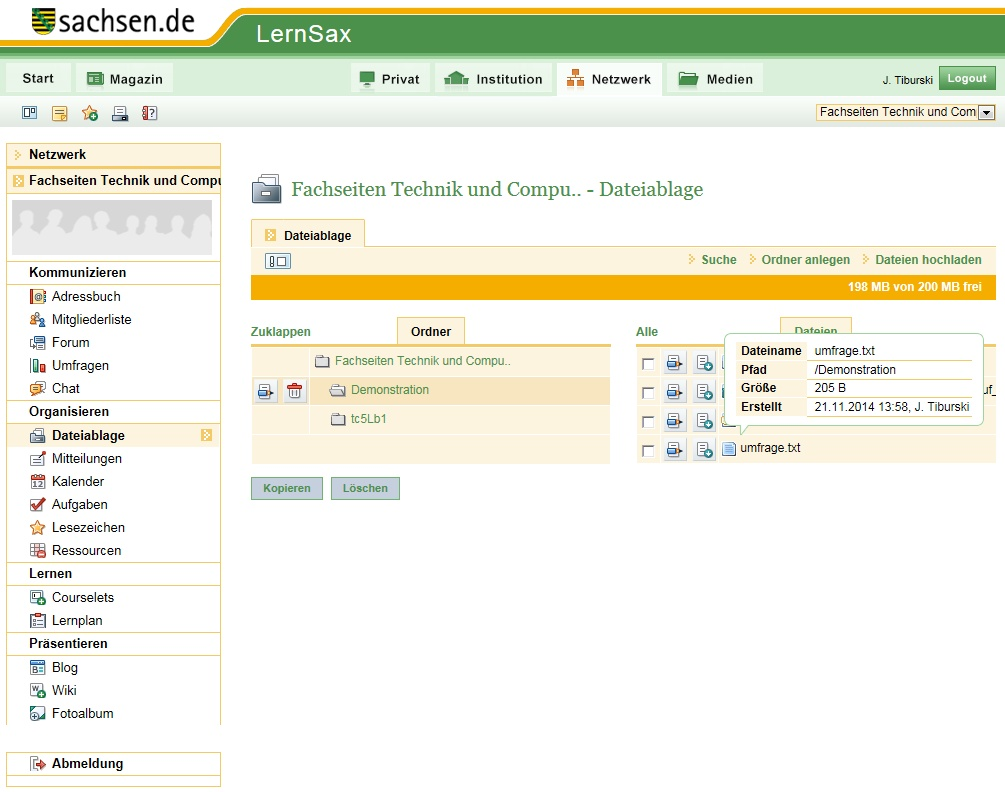 sachsen.de
LernSax
Start Magazin Privat Institution Netzwerk Medien J. Tiburski Logout
Fachseiten Technik und Com
Netzwerk
Fachseiten Technik und Compu
Kommunizieren
Adressbuch
Mitgliederliste
Forum
Umfragen
Chat
Organisieren
Dateiablage
Mitteilungen
Kalender
Aufgaben
Lesezeichen
Ressourcen
Lernen
Courselets
Lernplan
Präsentieren
Blog
Wiki
Fotoalbum
Abmeldung
Fachseiten Technik und Compu.. - Dateiablage
Dateiablage
Suche Ordner anlegen Dateien hochladen
198 MB von 200 MB frei
Zuklappen Ordner
Fachseiten Technik und Compu..
Demonstration
tc5Lb1
Kopieren Löschen
Alle Dateien
Dateiname umfrage.txt
Pfad /Demonstration
Größe 205 B
Erstellt 21.11.2014 13:58, J. Tiburski
uf_
umfrage.txt